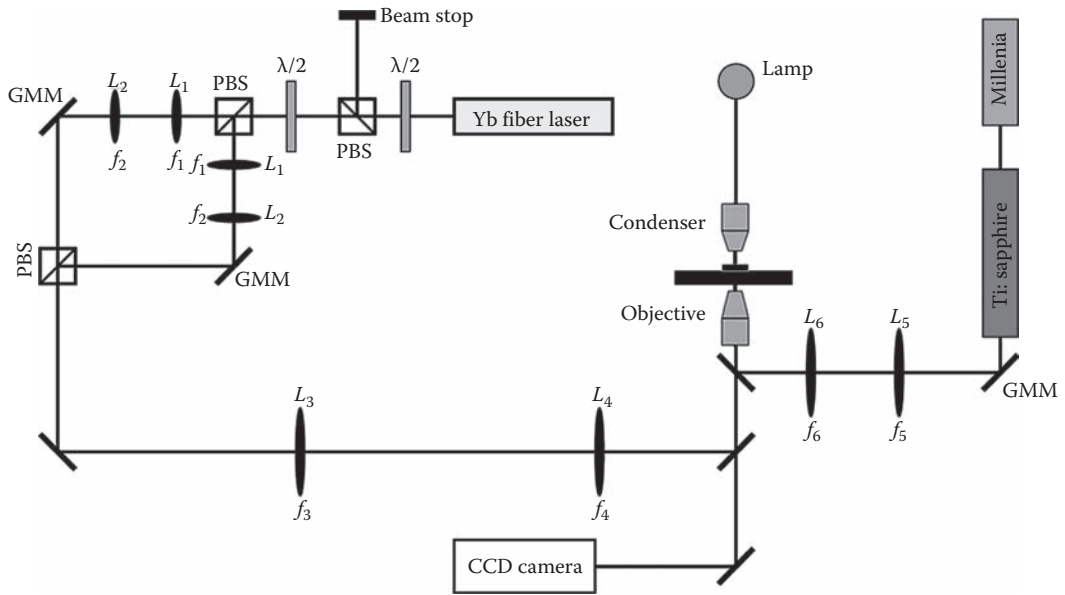 Beam stop
λ/2
λ/2
PBS
L1
L2
GMM
Yb fiber laser
Lamp
Millenia
f2
f1
f1
L1
PBS
f2
L2
Condenser
PBS
GMM
Ti: sapphire
Objective
L6
L5
GMM
L3
L4
f6
f5
f3
f4
CCD camera